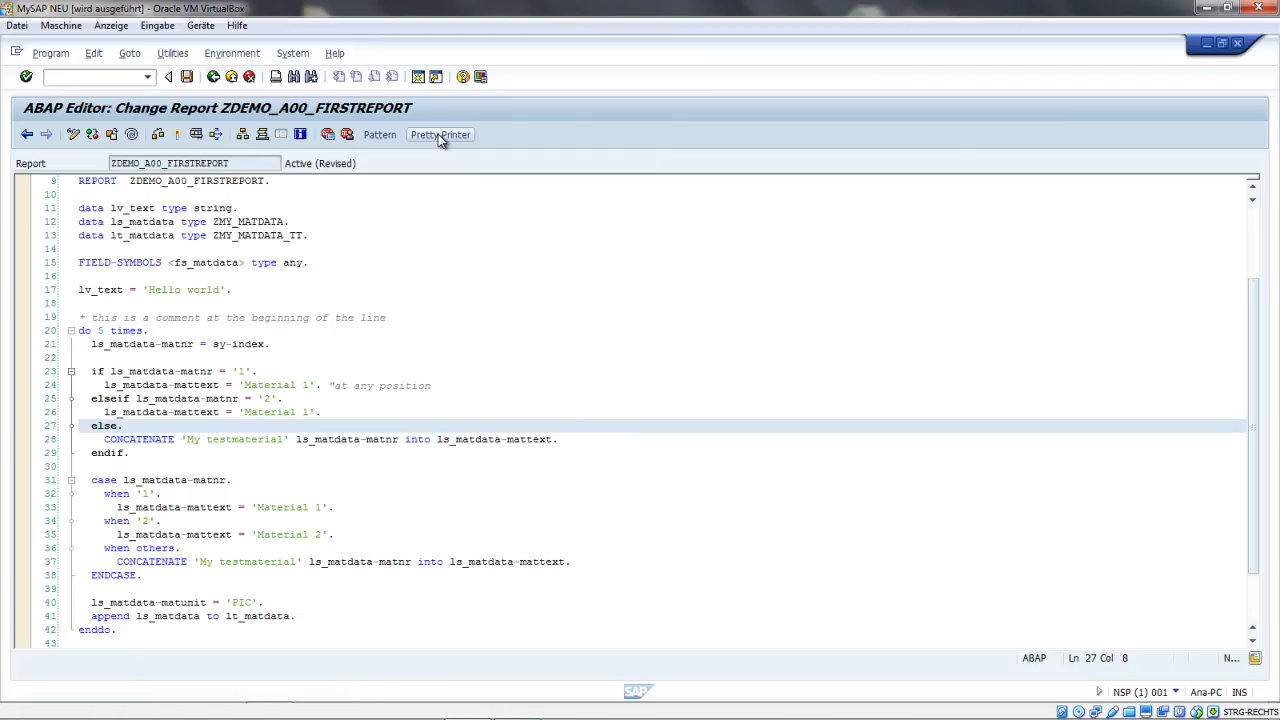 MySAP NEU [wird ausgeführt] - Oracle VM VirtualBox
Datei Maschine Anzeige Eingabe Geräte Hilfe
Program Edit Goto Utilities Environment System Help
ABAP Editor: Change Report ZDEMO_A00_FIRSTREPORT
Pattern Pretty Printer
Report ZDEMO_A00_FIRSTREPORT Active (Revised)
9 REPORT ZDEMO_A00_FIRSTREPORT.
10
11 data lv_text type string.
12 data ls_matdata type ZMY_MATDATA.
13 data lt_matdata type ZMY_MATDATA_TT.
14
15 FIELD-SYMBOLS <fs_matdata> type any.
16
17 lv_text = 'Hello world'.
18
19 * this is a comment at the beginning of the line
20 do 5 times.
21 ls_matdata-matnr = sy-index.
22
23 if ls_matdata-matnr = '1'.
24 ls_matdata-mattext = 'Material 1'. "at any position
25 elseif ls_matdata-matnr = '2'.
26 ls_matdata-mattext = 'Material 1'.
27 else.
28 CONCATENATE 'My testmaterial' ls_matdata-matnr into ls_matdata-mattext.
29 endif.
30
31 case ls_matdata-matnr.
32 when '1'.
33 ls_matdata-mattext = 'Material 1'.
34 when '2'.
35 ls_matdata-mattext = 'Material 2'.
36 when others.
37 CONCATENATE 'My testmaterial' ls_matdata-matnr into ls_matdata-mattext.
38 ENDCASE.
39
40 ls_matdata-matunit = 'PIC'.
41 append ls_matdata to lt_matdata.
42 enddo.
43
ABAP Ln 27 Col 8 N...
SAP NSP (1) 001 Ana-PC INS
STRG-RECHTS